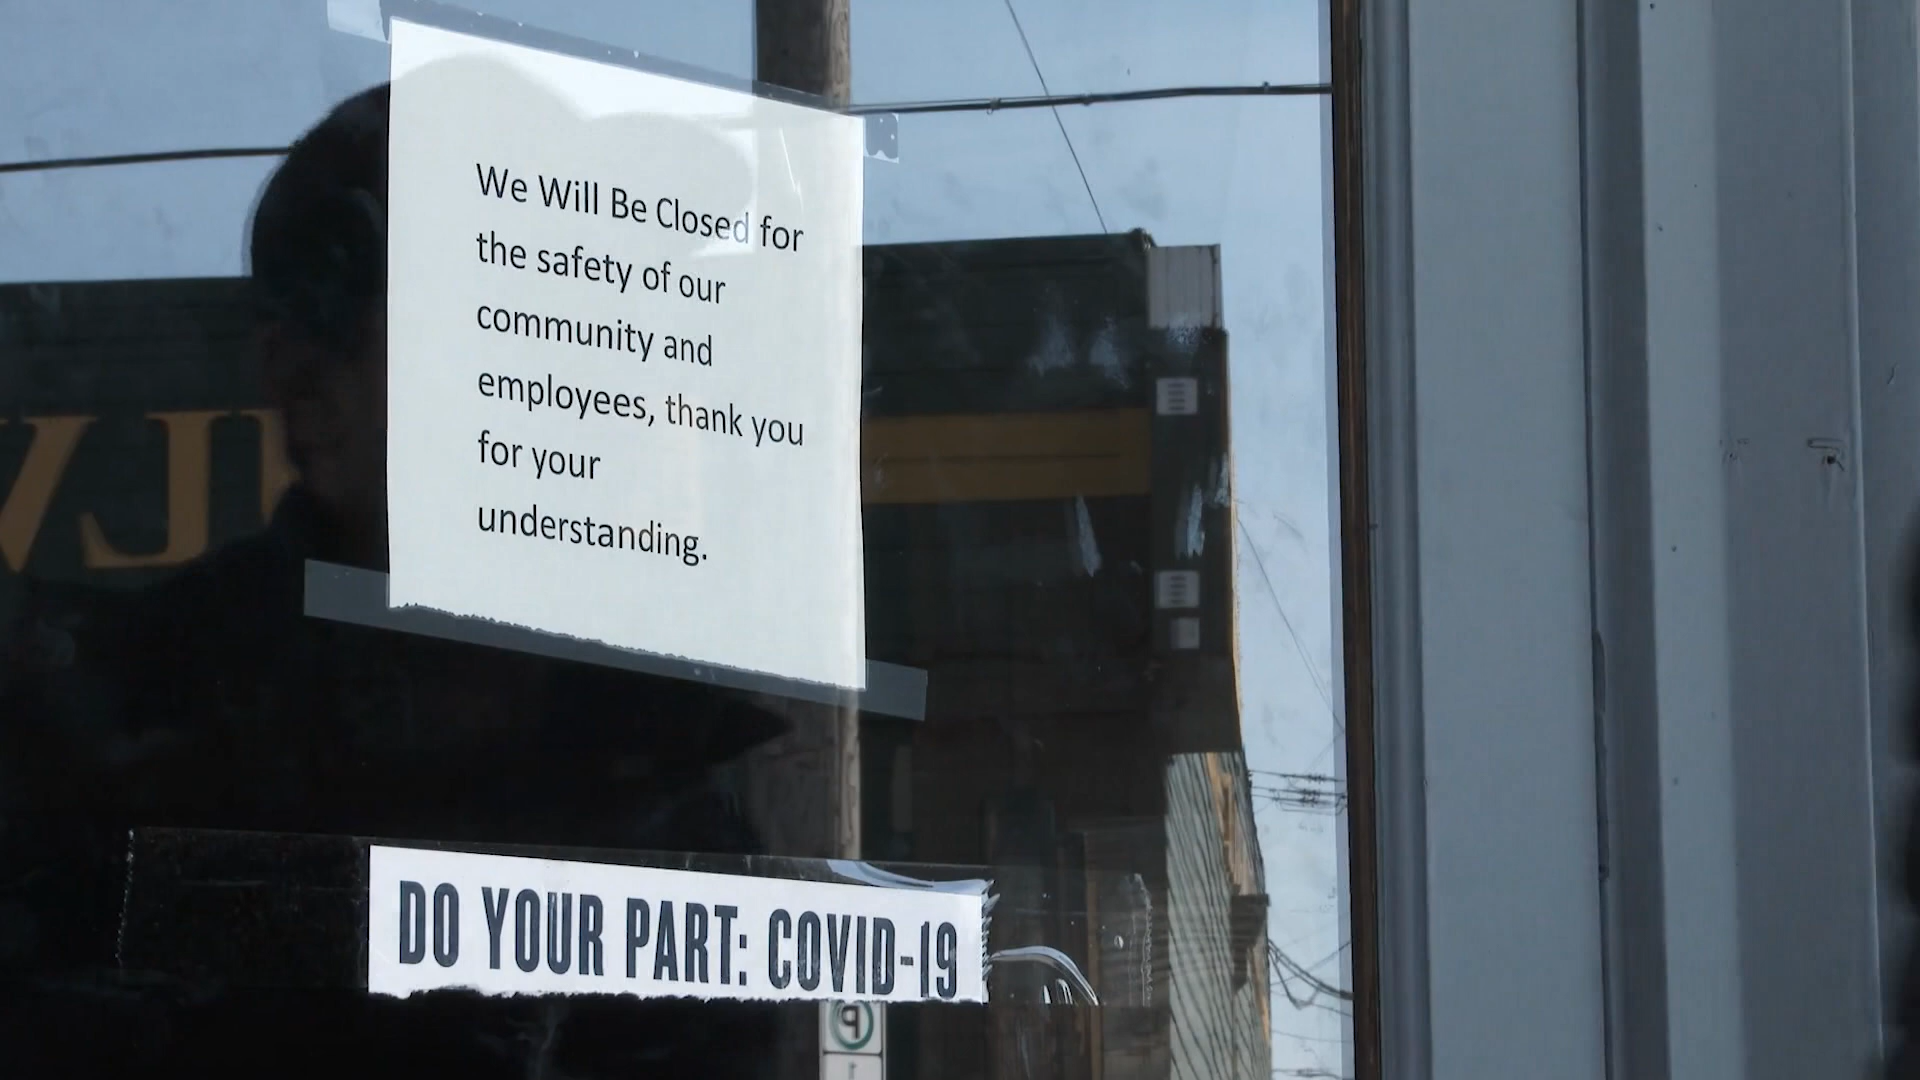 We Will Be Closed for
the safety of our
community and
employees, thank you
for your
understanding.
DO YOUR PART: COVID-19
P